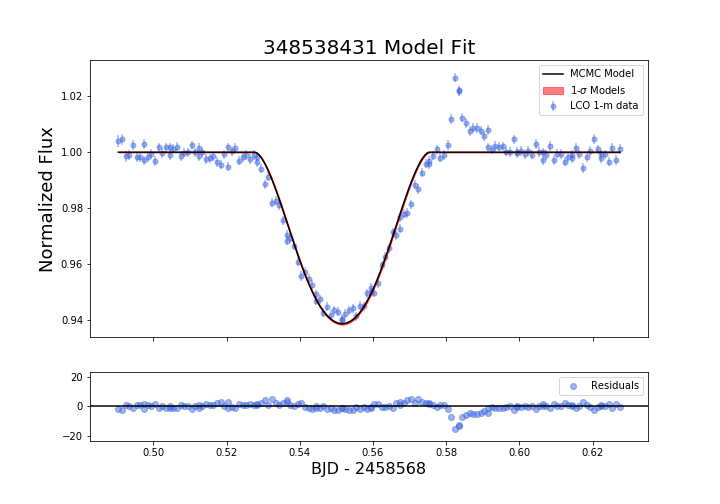 348538431 Model Fit
Normalized Flux
1.02
1.00
0.98
0.96
0.94
MCMC Model
1-σ Models
LCO 1-m data
20
0
−20
Residuals
0.50 0.52 0.54 0.56 0.58 0.60 0.62
BJD - 2458568